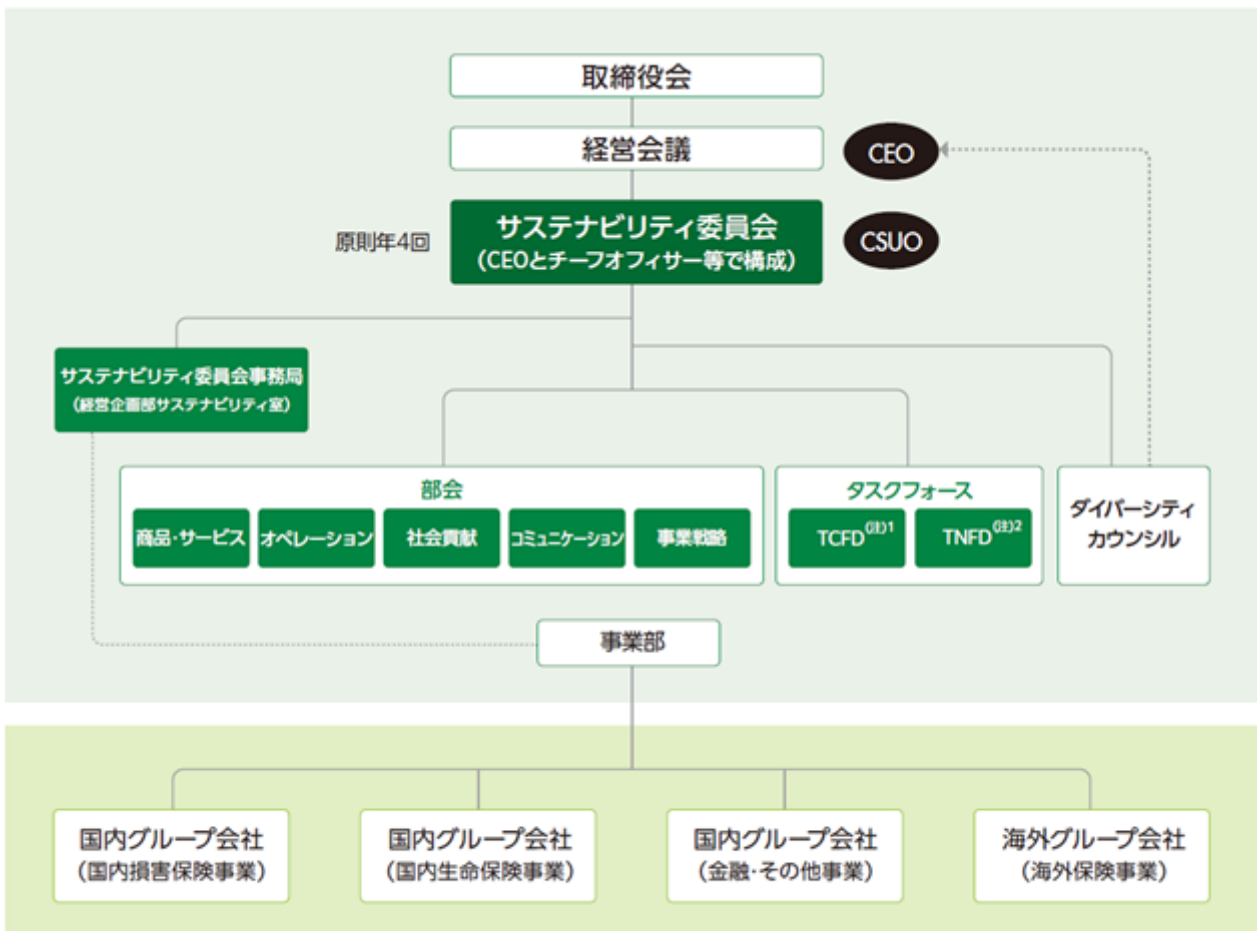 取締役会
経営会議
CEO
原則年4回
サステナビリティ委員会
(CEOとチーフオフィサー等で構成)
CSUO
サステナビリティ委員会事務局
(経営企画部サステナビリティ室)
部会
商品・サービス
オペレーション
社会貢献
コミュニケーション
事業戦略
タスクフォース
TCFD(注)1
TNFD(注)2
ダイバーシティ
カウンシル
事業部
国内グループ会社
(国内損害保険事業)
国内グループ会社
(国内生命保険事業)
国内グループ会社
(金融・その他事業)
海外グループ会社
(海外保険事業)